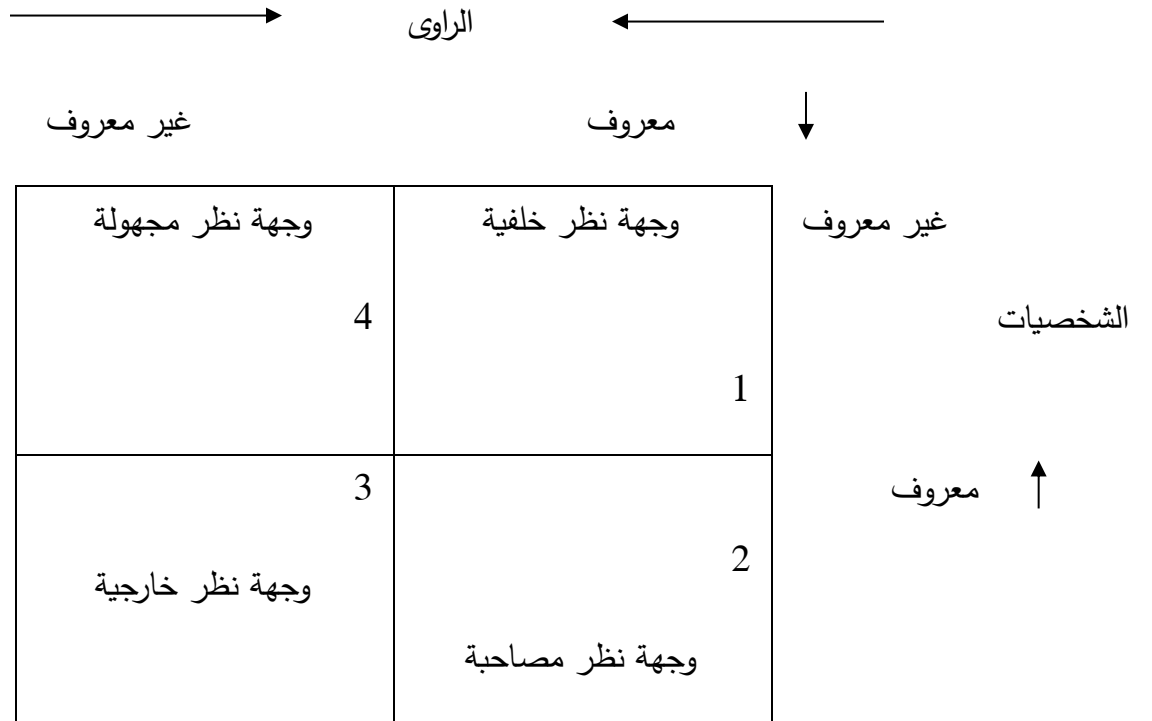 الراوى
معروف غير معروف
غير معروف وجهة نظر خلفية وجهة نظر مجهولة
الشخصيات 4
1
معروف 3
2
وجهة نظر خارجية
وجهة نظر مصاحبة